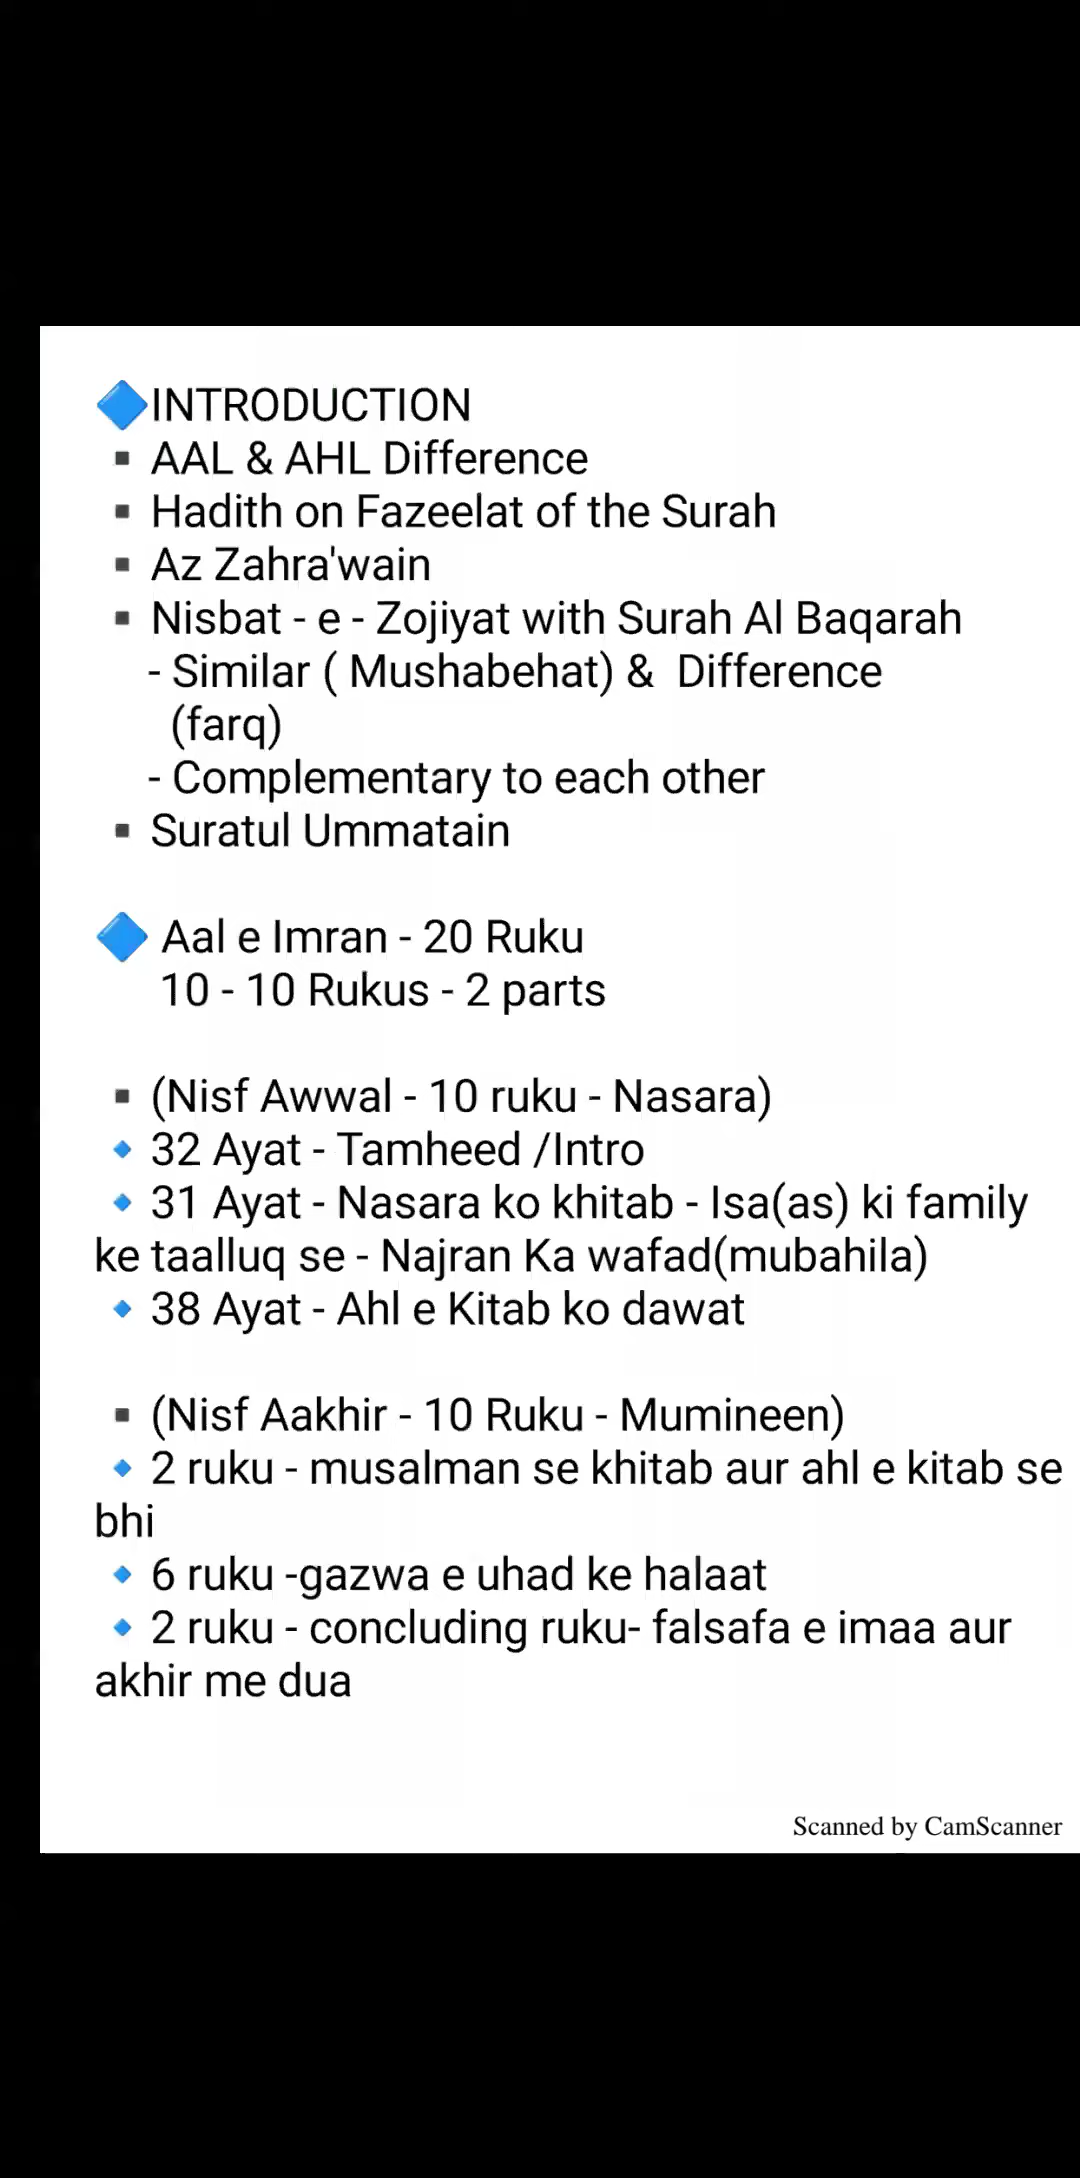 🔷INTRODUCTION
▪ AAL & AHL Difference
▪ Hadith on Fazeelat of the Surah
▪ Az Zahra'wain
▪ Nisbat - e - Zojiyat with Surah Al Baqarah
- Similar ( Mushabehat) & Difference
(farq)
- Complementary to each other
▪ Suratul Ummatain
🔷 Aal e Imran - 20 Ruku
10 - 10 Rukus - 2 parts
▪ (Nisf Awwal - 10 ruku - Nasara)
🔹 32 Ayat - Tamheed /Intro
🔹 31 Ayat - Nasara ko khitab - Isa(as) ki family
ke taalluq se - Najran Ka wafad(mubahila)
🔹 38 Ayat - Ahl e Kitab ko dawat
▪ (Nisf Aakhir - 10 Ruku - Mumineen)
🔹 2 ruku - musalman se khitab aur ahl e kitab se
bhi
🔹 6 ruku -gazwa e uhad ke halaat
🔹 2 ruku - concluding ruku- falsafa e imaa aur
akhir me dua
Scanned by CamScanner